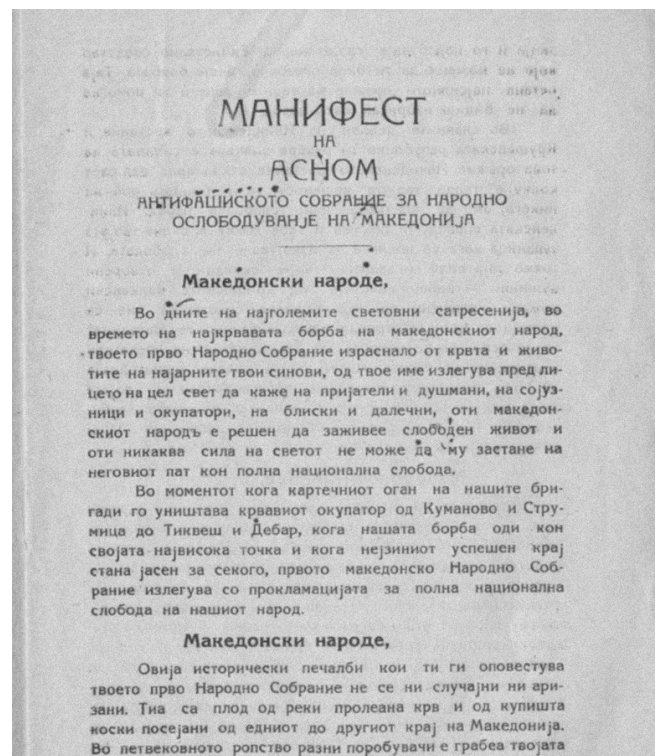 МАНИФЕСТ
НА
АСНОМ
АНТИФАШИСКОТО СОБРАНИЕ ЗА НАРОДНО
ОСЛОБОДУВАЊЕ НА МАКЕДОНИЈА
Македонски народе,
Во дните на најголемите световни сатресенија, во
времето на најкрвавата борба на македонскиот народ,
твоето прво Народно Собрание израснало от крвта и живо-
тите на најарните твои синови, од твое име излегува пред ли-
цето на цел свет да каже на пријатели и душмани, на сојуз-
ници и окупатори, на блиски и далечни, оти македон-
скиот народъ е решен да заживее слободен живот и
оти никаква сила на светот не може да му застане на
неговиот пат кон полна национална слобода.
Во моментот кога картечниот оган на нашите бри-
гади го уништава крвавиот окупатор од Куманово и Стру-
мица до Тиквеш и Дебар, кога нашата борба оди кон
својата највисока точка и кога нејзиниот успешен крај
стана јасен за секого, првото македонско Народно Соб-
рание излегува со прокламацијата за полна национална
слобода на нашиот народ.
Македонски народе,
Овија исторически печалби кои ти ги оповестува
твоето прво Народно Собрание не се ни случајни ни ари-
зани. Тиа са плод од реки пролеана крв и од купишта
коски посејани од едниот до другиот крај на Македонија.
Во петвековното ропство разни поробувачи е грабеа твојата